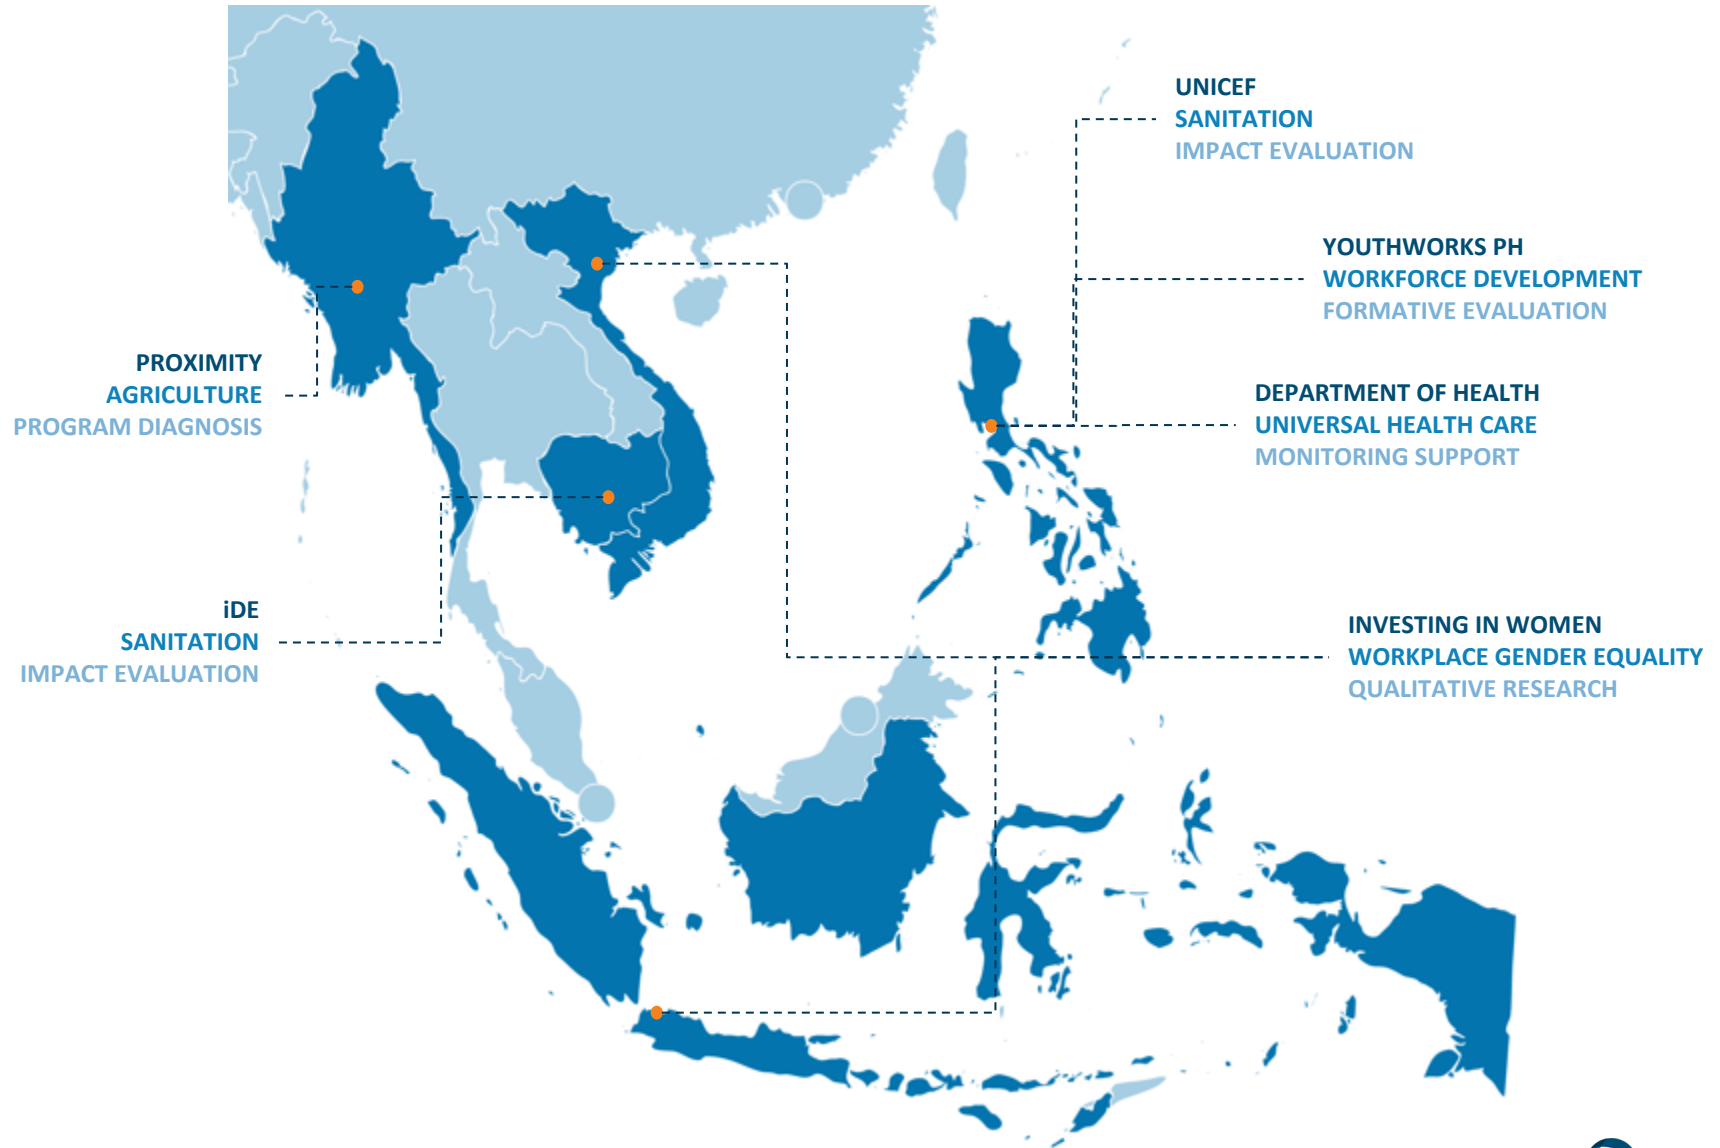 UNICEF
SANITATION
IMPACT EVALUATION
YOUTHWORKS PH
WORKFORCE DEVELOPMENT
FORMATIVE EVALUATION
PROXIMITY
AGRICULTURE
PROGRAM DIAGNOSIS
DEPARTMENT OF HEALTH
UNIVERSAL HEALTH CARE
MONITORING SUPPORT
iDE
SANITATION
IMPACT EVALUATION
INVESTING IN WOMEN
WORKPLACE GENDER EQUALITY
QUALITATIVE RESEARCH